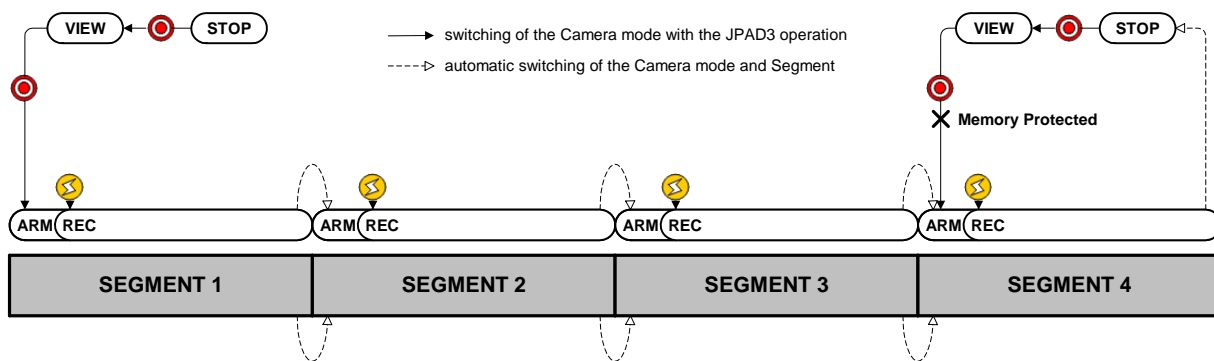 VIEW STOP VIEW STOP
switching of the Camera mode with the JPAD3 operation
automatic switching of the Camera mode and Segment
Memory Protected
ARM REC ARM REC ARM REC ARM REC
SEGMENT 1 SEGMENT 2 SEGMENT 3 SEGMENT 4